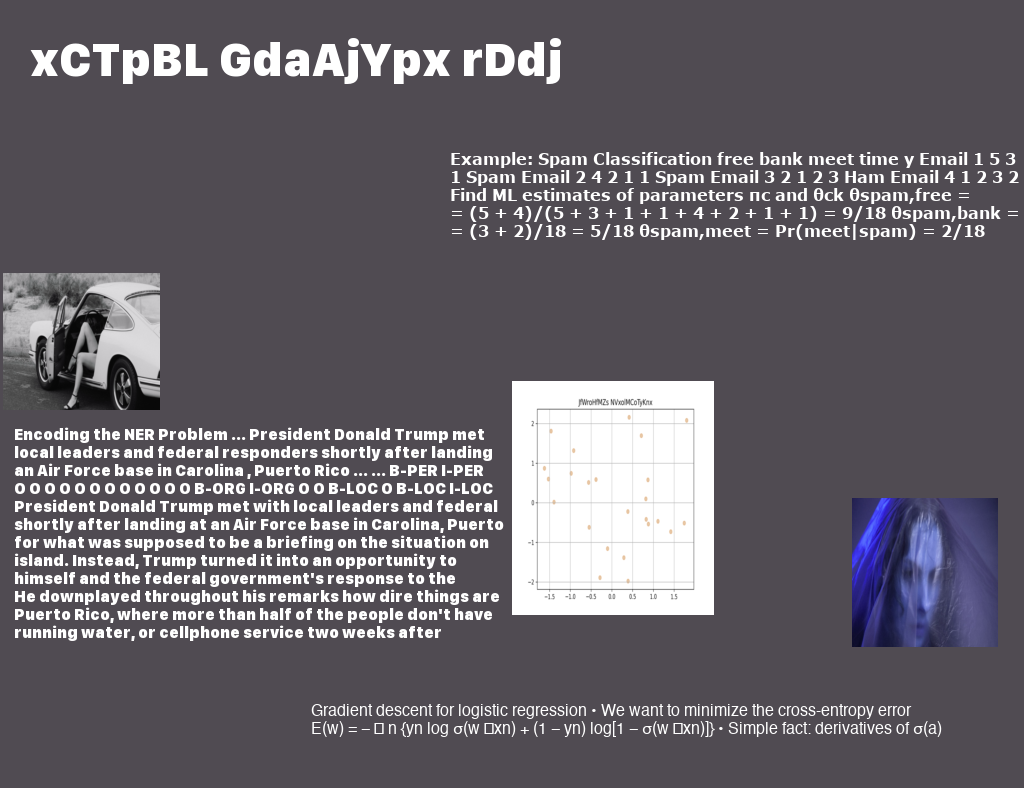 xCTpBL GdaAjYpx rDdj
Example: Spam Classification free bank meet time y Email 1 5 3
1 Spam Email 2 4 2 1 1 Spam Email 3 2 1 2 3 Ham Email 4 1 2 3 2
Find ML estimates of parameters πc and θck θspam,free =
= (5 + 4)/(5 + 3 + 1 + 1 + 4 + 2 + 1 + 1) = 9/18 θspam,bank =
= (3 + 2)/18 = 5/18 θspam,meet = Pr(meet|spam) = 2/18
Encoding the NER Problem ... President Donald Trump met
local leaders and federal responders shortly after landing
an Air Force base in Carolina , Puerto Rico ... ... B-PER I-PER
O O O O O O O O O O O O B-ORG I-ORG O O B-LOC O B-LOC I-LOC
President Donald Trump met with local leaders and federal
shortly after landing at an Air Force base in Carolina, Puerto
for what was supposed to be a briefing on the situation on
island. Instead, Trump turned it into an opportunity to
himself and the federal government's response to the
He downplayed throughout his remarks how dire things are
Puerto Rico, where more than half of the people don't have
running water, or cellphone service two weeks after
JfWroHfMZs NVxolMCoTyKnx
2
1
0
−1
−2
−1.5 −1.0 −0.5 0.0 0.5 1.0 1.5
Gradient descent for logistic regression • We want to minimize the cross-entropy error
E(w) = – □ n {yn log σ(w □xn) + (1 – yn) log[1 – σ(w □xn)]} • Simple fact: derivatives of σ(a)